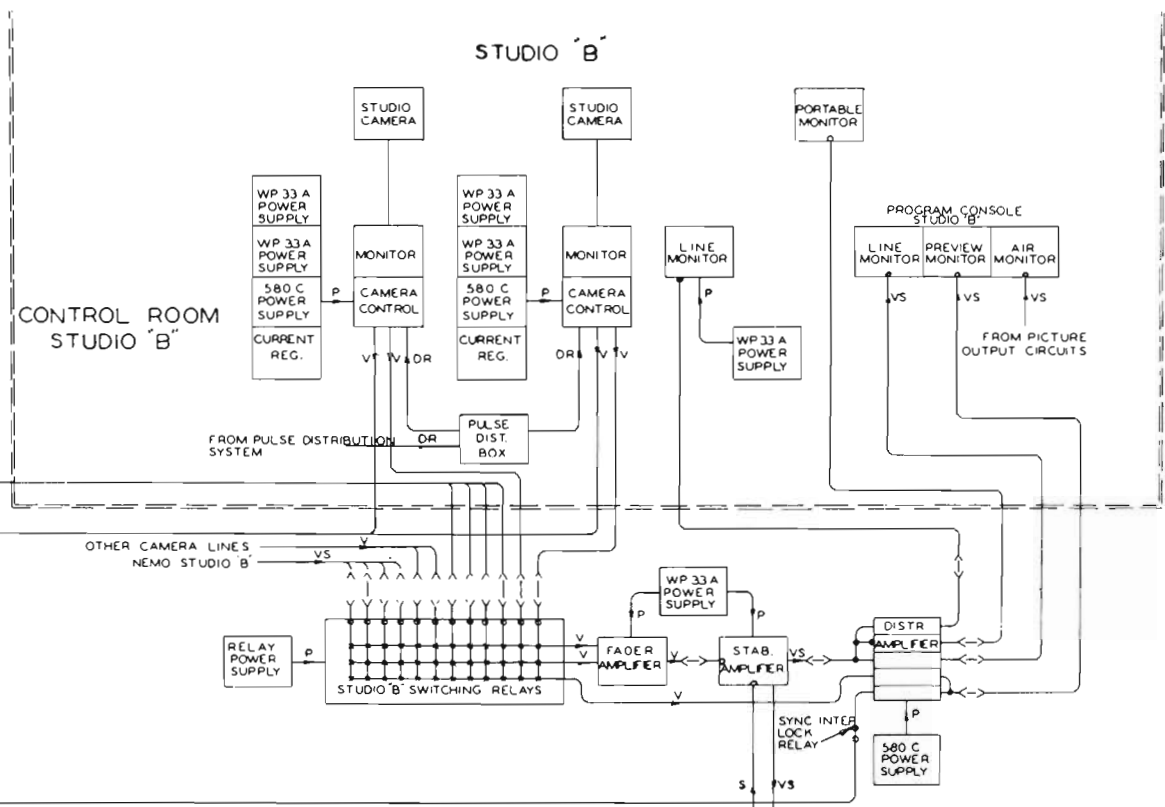 STUDIO "B"
STUDIO
CAMERA
STUDIO
CAMERA
PORTABLE
MONITOR
WP 33 A
POWER
SUPPLY
WP 33 A
POWER
SUPPLY
580 C
POWER
SUPPLY
CURRENT
REG.
P
MONITOR
CAMERA
CONTROL
WP 33 A
POWER
SUPPLY
WP 33 A
POWER
SUPPLY
580 C
POWER
SUPPLY
CURRENT
REG.
P
MONITOR
CAMERA
CONTROL
LINE
MONITOR
P
WP 33 A
POWER
SUPPLY
PROGRAM CONSOLE
STUDIO "B"
LINE
MONITOR
PREVIEW
MONITOR
AIR
MONITOR
VS
VS
VS
FROM PICTURE
OUTPUT CIRCUITS
CONTROL ROOM
STUDIO "B"
V
V
DR
DR
V
V
FROM PULSE DISTRIBUTION
SYSTEM
DR
PULSE
DIST.
BOX
OTHER CAMERA LINES
V
NEMO STUDIO "B"
VS
RELAY
POWER
SUPPLY
P
STUDIO "B" SWITCHING RELAYS
V
V
V
WP 33 A
POWER
SUPPLY
P
P
FADER
AMPLIFIER
V
STAB.
AMPLIFIER
VS
DISTR
AMPLIFIER
SYNC INTER
LOCK
RELAY
P
580 C
POWER
SUPPLY
S
VS